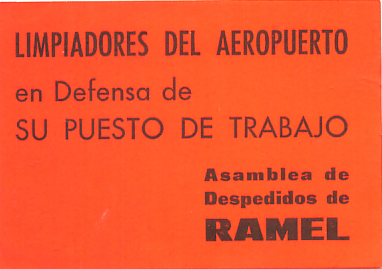 LIMPIADORES DEL AEROPUERTO
en Defensa de
SU PUESTO DE TRABAJO
Asamblea de
Despedidos de
RAMEL